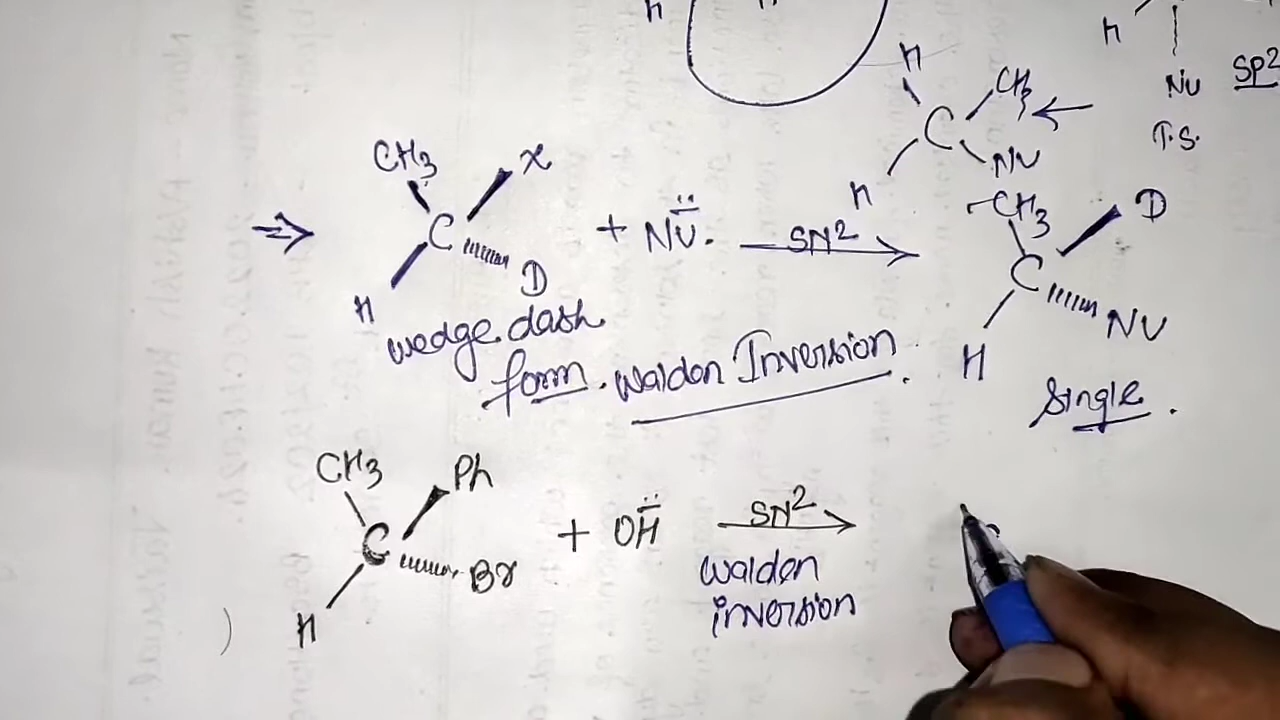 H
H
Nu
SP2
T.S.
H
CH3
C
Nu
H
CH3
X
C
D
H
+ Nu.
SN2
CH3
D
C
Nu
H
wedge dash
form. Walden Inversion.
Single.
CH3
Ph
C
Br
H
+ OH
SN2
Walden
inversion